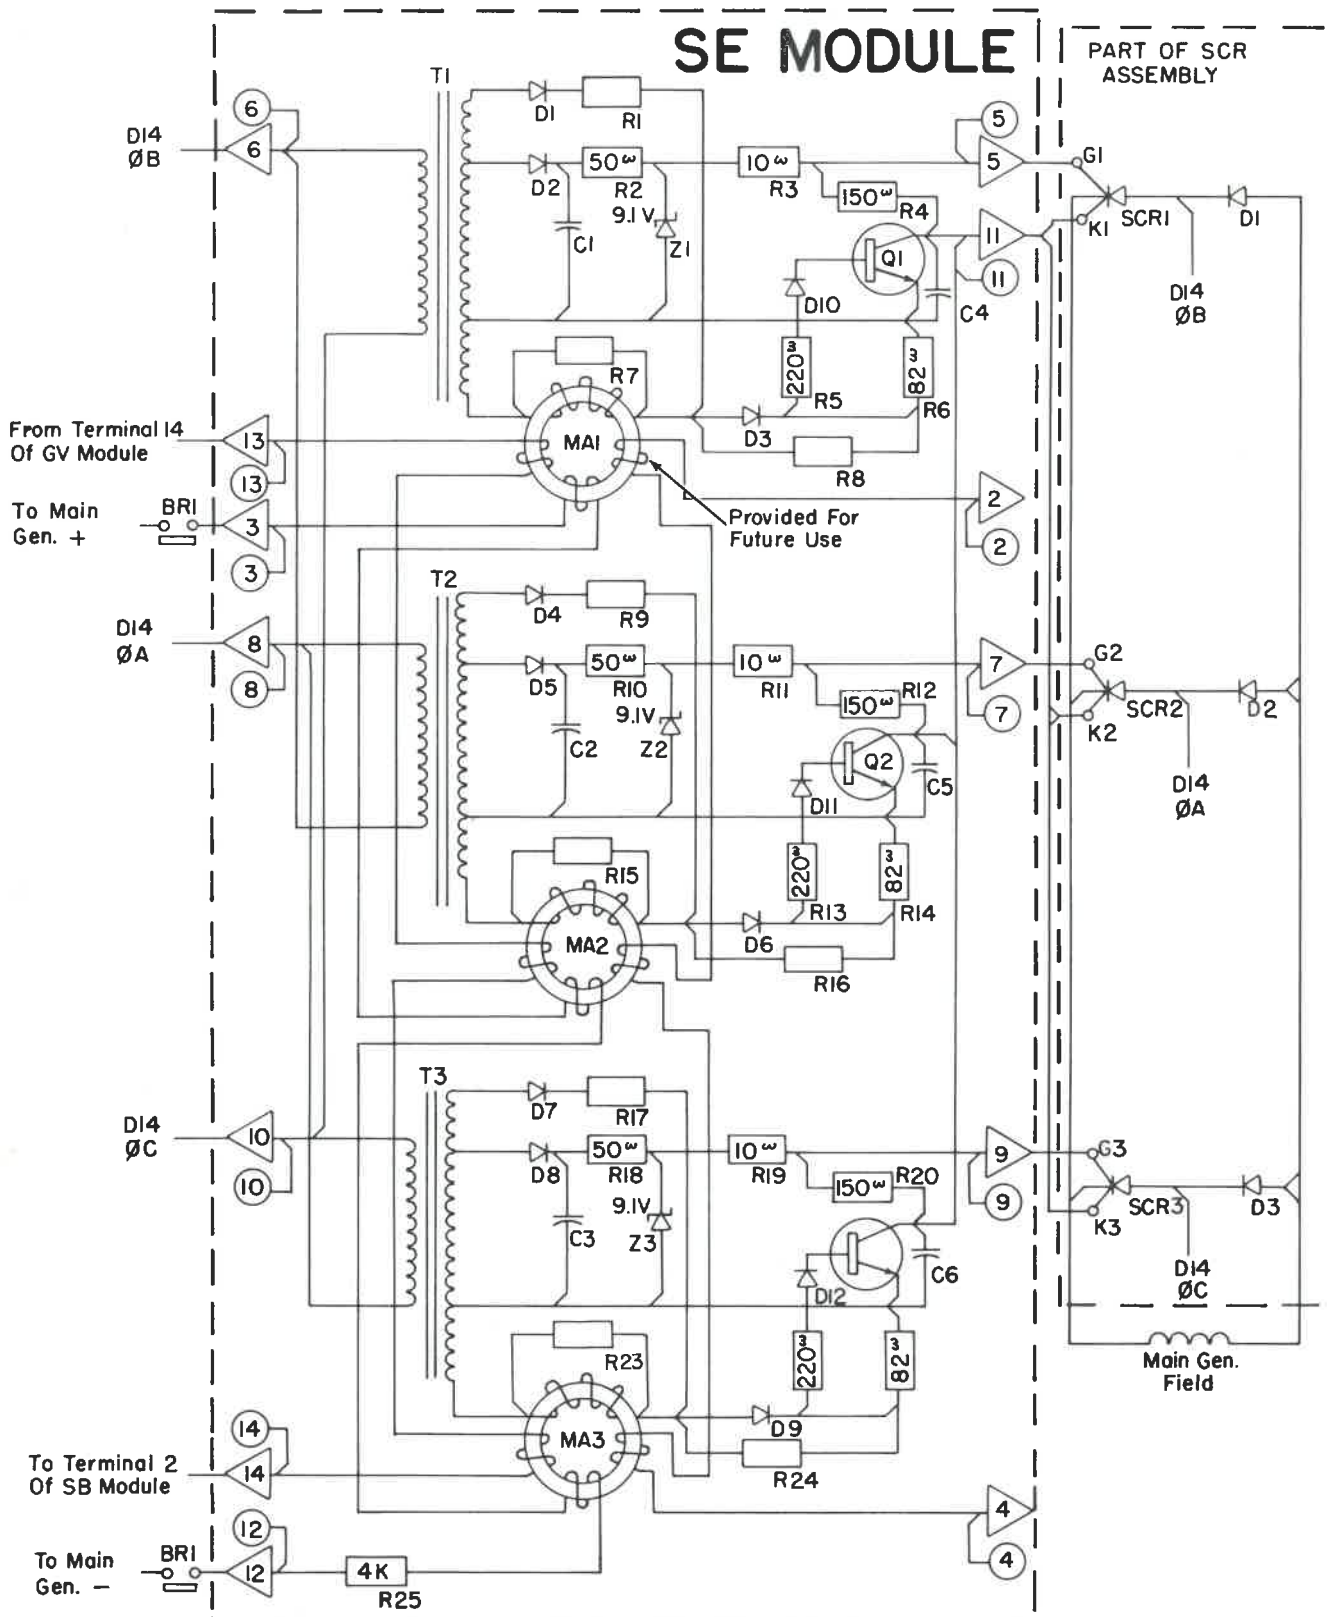 SE MODULE
PART OF SCR
ASSEMBLY
T1
6
D14
ØB
6
D1
R1
5
5
G1
50ω
R2
D2
9.1V
C1
Z1
10ω
R3
150ω
R4
Q1
11
11
K1
SCR1
D1
D14
ØB
D10
C4
R7
220ω
R5
82ω
R6
From Terminal 14
Of GV Module
13
13
MA1
D3
R8
To Main
Gen. +
BR1
3
3
Provided For
Future Use
2
2
T2
D14
ØA
8
8
D4
R9
D5
50ω
R10
9.1V
C2
Z2
10ω
R11
R12
150ω
7
7
G2
K2
SCR2
D2
D14
ØA
Q2
D11
C5
R15
220ω
R13
82ω
R14
MA2
D6
R16
T3
D14
ØC
10
10
D7
R17
D8
50ω
R18
9.1V
C3
Z3
10ω
R19
R20
150ω
9
9
G3
K3
SCR3
D3
D14
ØC
D12
C6
R23
220ω
82ω
Main Gen.
Field
14
14
To Terminal 2
Of SB Module
MA3
D9
R24
4
4
12
12
To Main
Gen. –
BR1
4K
R25